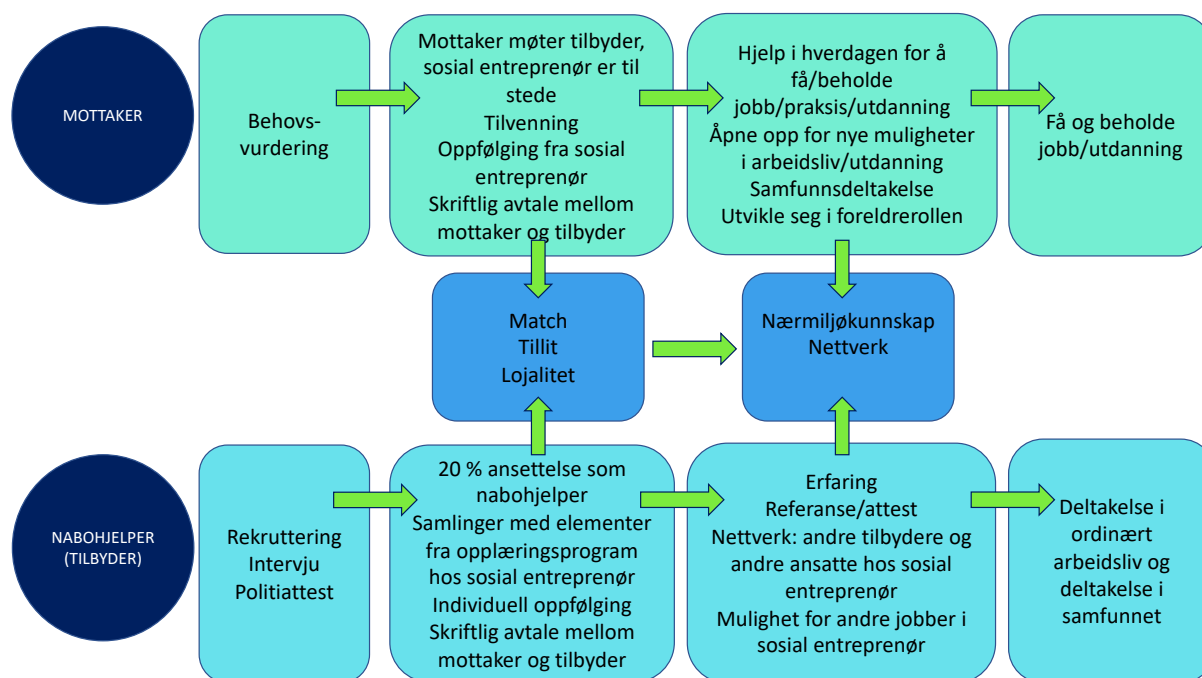 MOTTAKER
Behovs-
vurdering
Mottaker møter tilbyder,
sosial entreprenør er til
stede
Tilvenning
Oppfølging fra sosial
entreprenør
Skriftlig avtale mellom
mottaker og tilbyder
Hjelp i hverdagen for å
få/beholde
jobb/praksis/utdanning
Åpne opp for nye muligheter
i arbeidsliv/utdanning
Samfunnsdeltakelse
Utvikle seg i foreldrerollen
Få og beholde
jobb/utdanning
Match
Tillit
Lojalitet
Nærmiljøkunnskap
Nettverk
NABOHJELPER
(TILBYDER)
Rekruttering
Intervju
Politiattest
20 % ansettelse som
nabohjelper
Samlinger med elementer
fra opplæringsprogram
hos sosial entreprenør
Individuell oppfølging
Skriftlig avtale mellom
mottaker og tilbyder
Erfaring
Referanse/attest
Nettverk: andre tilbydere og
andre ansatte hos sosial
entreprenør
Mulighet for andre jobber i
sosial entreprenør
Deltakelse i
ordinært
arbeidsliv og
deltakelse i
samfunnet